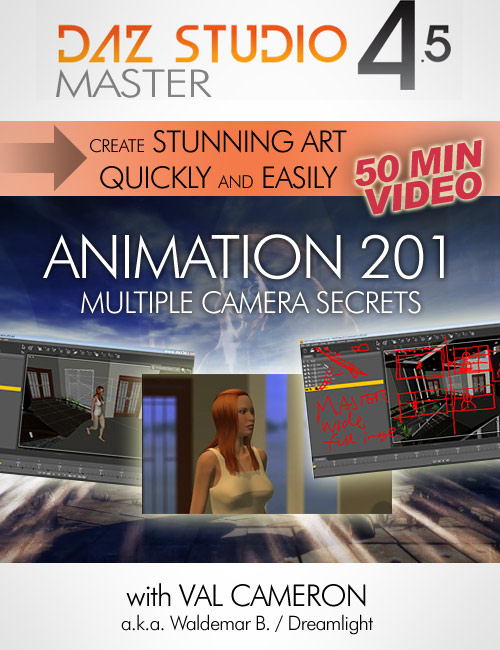 DAZ STUDIO 4.5
MASTER
CREATE STUNNING ART
QUICKLY AND EASILY
50 MIN
VIDEO
ANIMATION 201
MULTIPLE CAMERA SECRETS
MASTER
with VAL CAMERON
a.k.a. Waldemar B. / Dreamlight